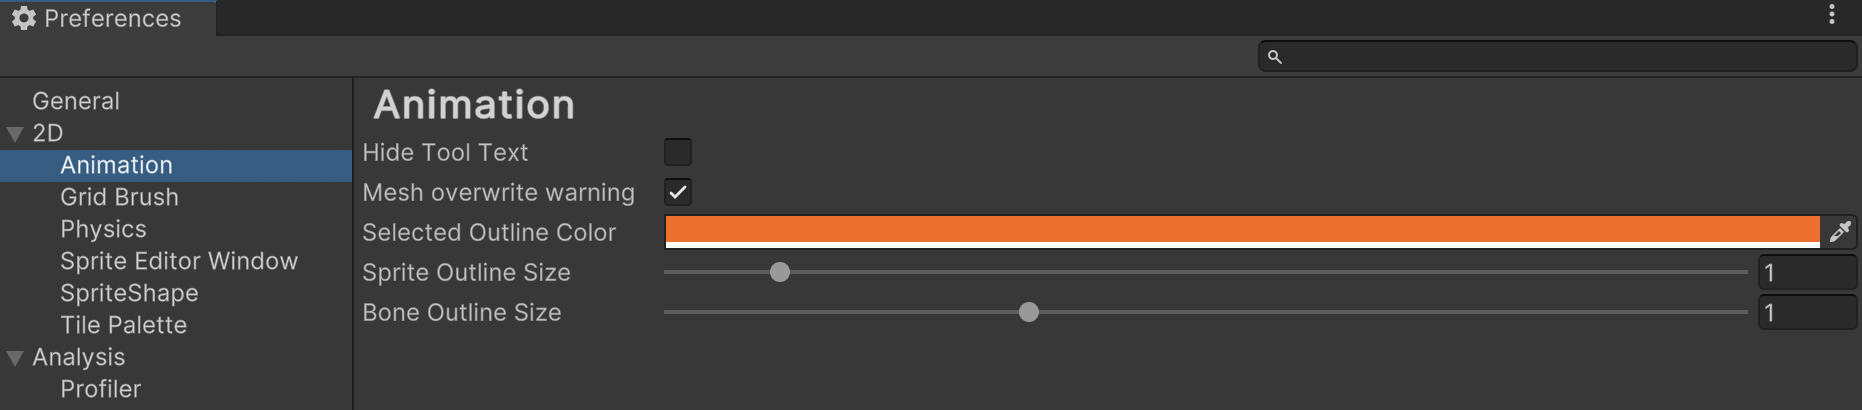 Preferences
General
2D
Animation
Grid Brush
Physics
Sprite Editor Window
SpriteShape
Tile Palette
Analysis
Profiler
Animation
Hide Tool Text
Mesh overwrite warning
Selected Outline Color
Sprite Outline Size 1
Bone Outline Size 1